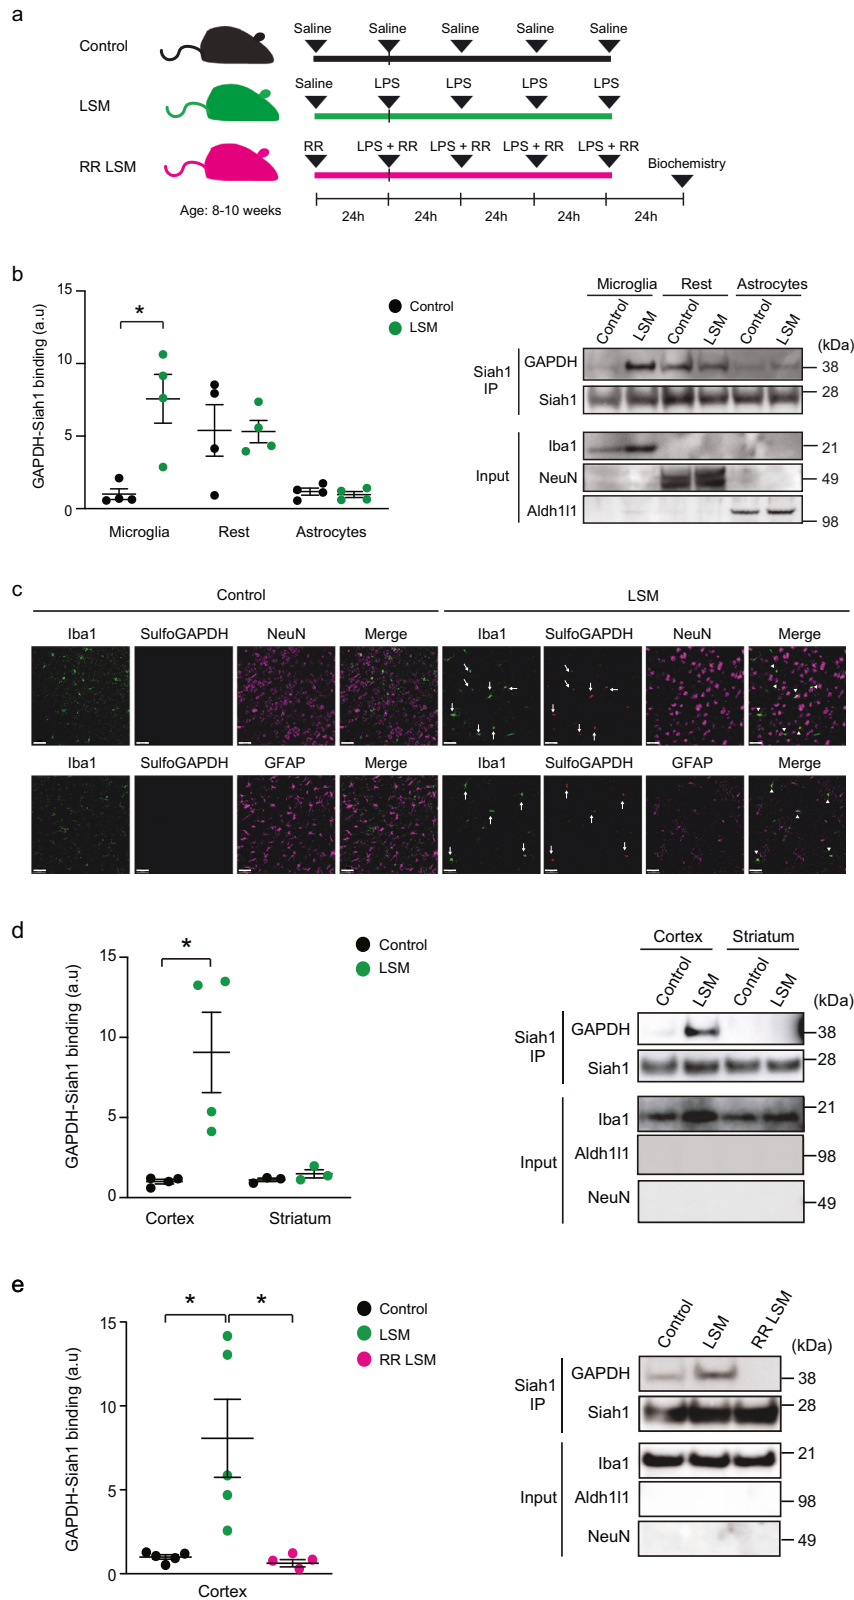 a
Control
Saline Saline Saline Saline Saline
LSM
Saline LPS LPS LPS LPS
RR LSM
RR LPS + RR LPS + RR LPS + RR LPS + RR
Biochemistry
Age: 8-10 weeks
24h 24h 24h 24h 24h
b
GAPDH-Siah1 binding (a.u)
15
10
5
0
*
Microglia Rest Astrocytes
Control
LSM
Microglia Rest Astrocytes
Control LSM Control LSM Control LSM
(kDa)
Siah1 IP
GAPDH 38
Siah1 28
Input
Iba1 21
NeuN 49
Aldh1l1 98
c
Control LSM
Iba1 SulfoGAPDH NeuN Merge Iba1 SulfoGAPDH NeuN Merge
Iba1 SulfoGAPDH GFAP Merge Iba1 SulfoGAPDH GFAP Merge
d
GAPDH-Siah1 binding (a.u)
15
10
5
0
*
Cortex Striatum
Control
LSM
Cortex Striatum
Control LSM Control LSM
(kDa)
Siah1 IP
GAPDH 38
Siah1 28
Input
Iba1 21
Aldh1l1 98
NeuN 49
e
GAPDH-Siah1 binding (a.u)
15
10
5
0
* *
Cortex
Control
LSM
RR LSM
Control LSM RR LSM
(kDa)
Siah1 IP
GAPDH 38
Siah1 28
Input
Iba1 21
Aldh1l1 98
NeuN 49